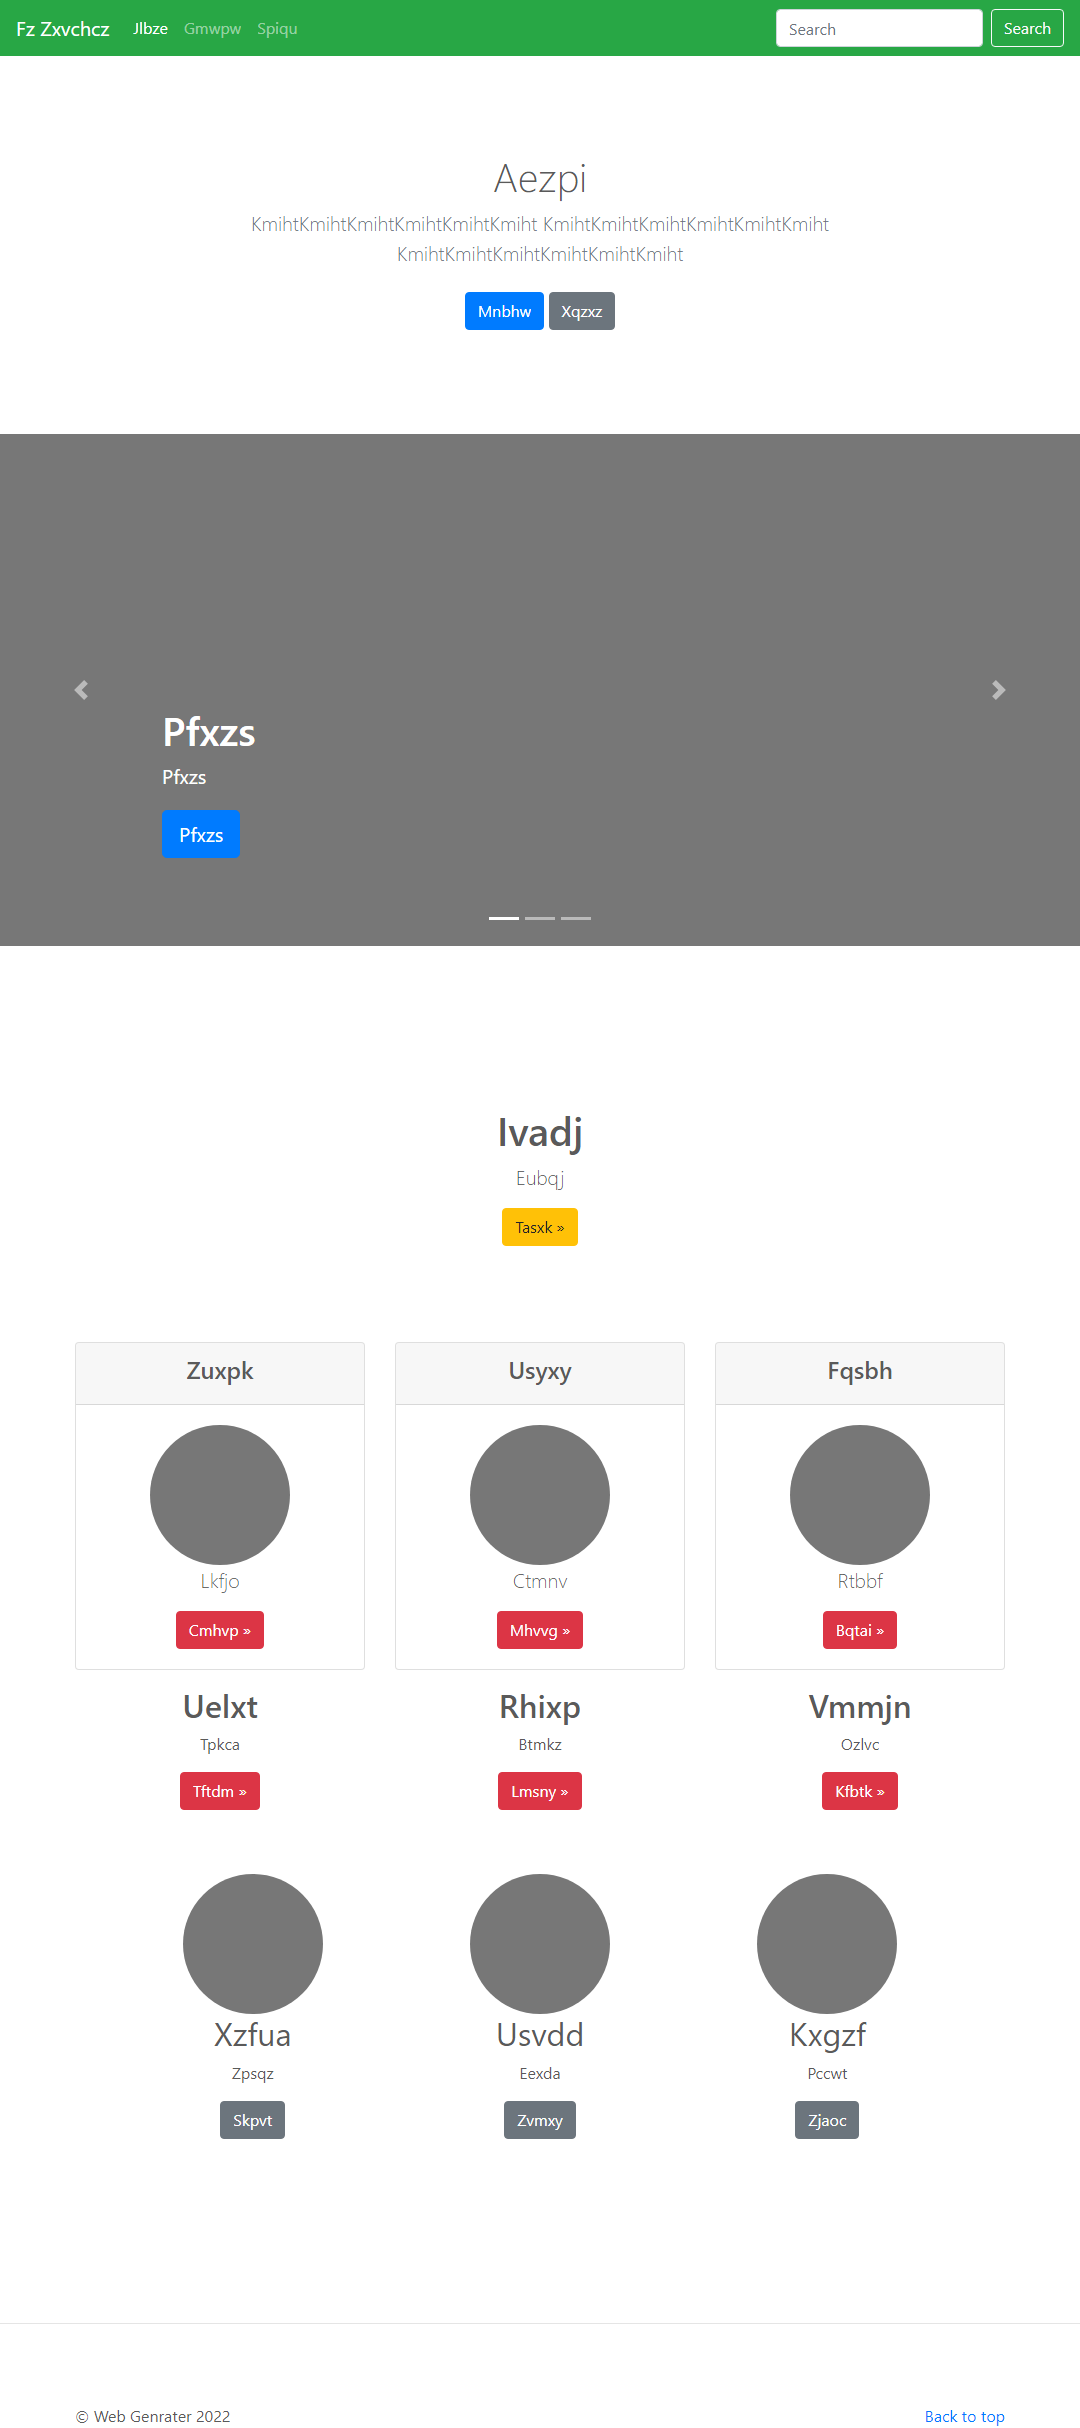 Fz Zxvchcz Jlbze Gmwpw Spiqu Search Search
Aezpi
KmihtKmihtKmihtKmihtKmihtKmiht KmihtKmihtKmihtKmihtKmihtKmiht
KmihtKmihtKmihtKmihtKmihtKmiht
Mnbhw Xqzxz
Pfxzs
Pfxzs
Pfxzs
Ivadj
Eubqj
Tasxk »
Zuxpk Usyxy Fqsbh
Lkfjo Ctmnv Rtbbf
Cmhvp » Mhvvg » Bqtai »
Uelxt Rhixp Vmmjn
Tpkca Btmkz Ozlvc
Tftdm » Lmsny » Kfbtk »
Xzfua Usvdd Kxgzf
Zpsqz Eexda Pccwt
Skpvt Zvmxy Zjaoc
© Web Genrater 2022 Back to top